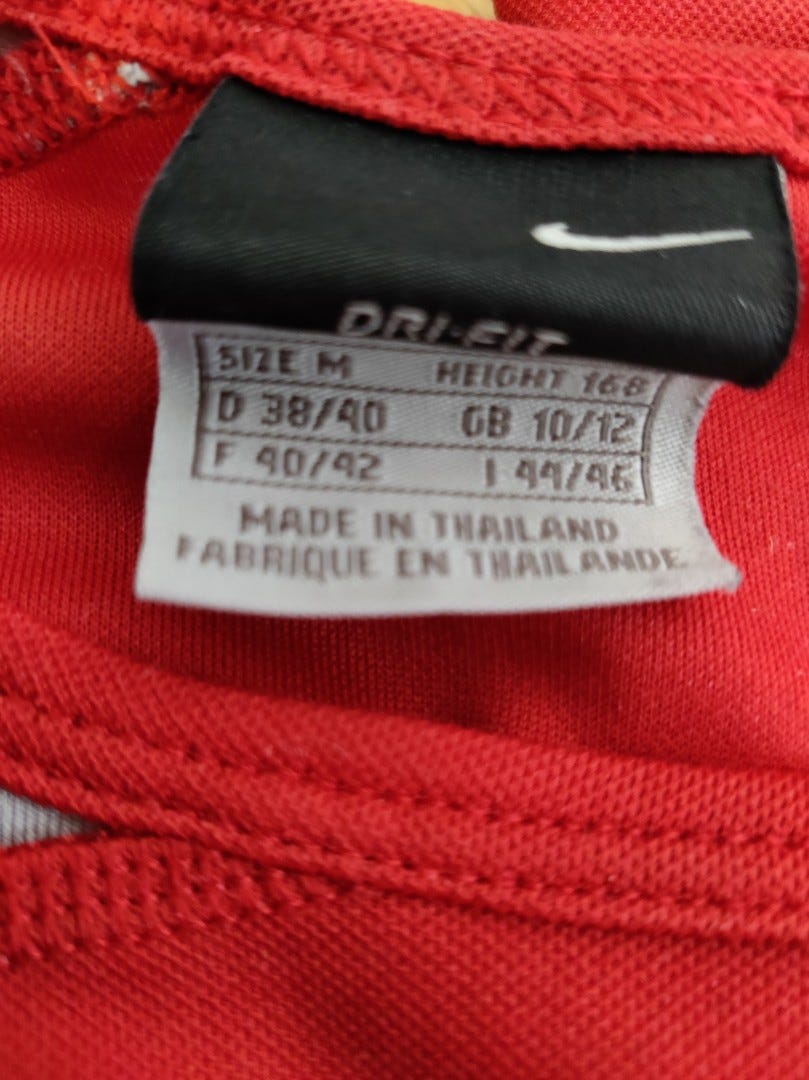 DRI-FIT
SIZE M HEIGHT 168
D 38/40 GB 10/12
F 40/42 I 44/46
MADE IN THAILAND
FABRIQUE EN THAILANDE